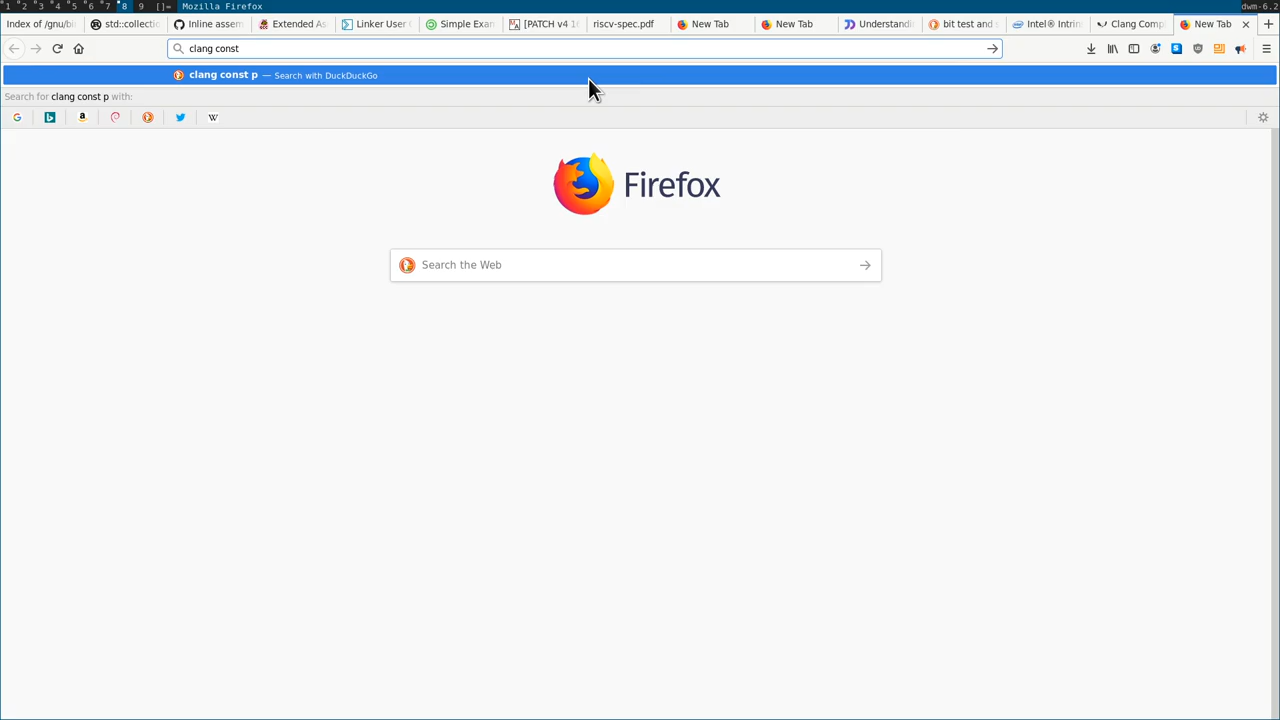 1 2 3 4 5 6 7 8 9 []= Mozilla Firefox dwm-6.2
Index of /gnu/bi std::collectio Inline assem Extended As Linker User Simple Exam [PATCH v4 1 riscv-spec.pdf New Tab New Tab Understandi bit test and s Intel® Intrin Clang Comp New Tab
clang const
clang const p — Search with DuckDuckGo
Search for clang const p with:
Firefox
Search the Web